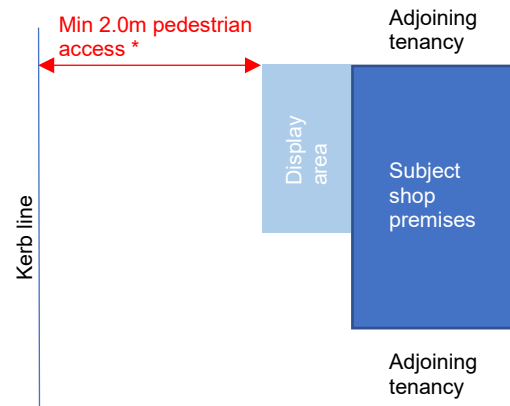 Min 2.0m pedestrian
access *
Adjoining
tenancy
Kerb line
Display
area
Subject
shop
premises
Adjoining
tenancy